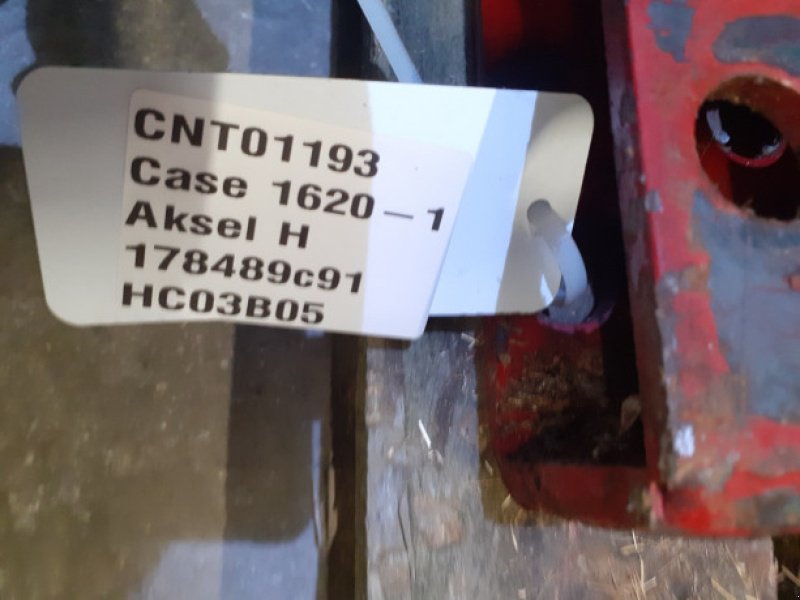 CNT01193
Case 1620-1
Aksel H
178489c91
HC03B05